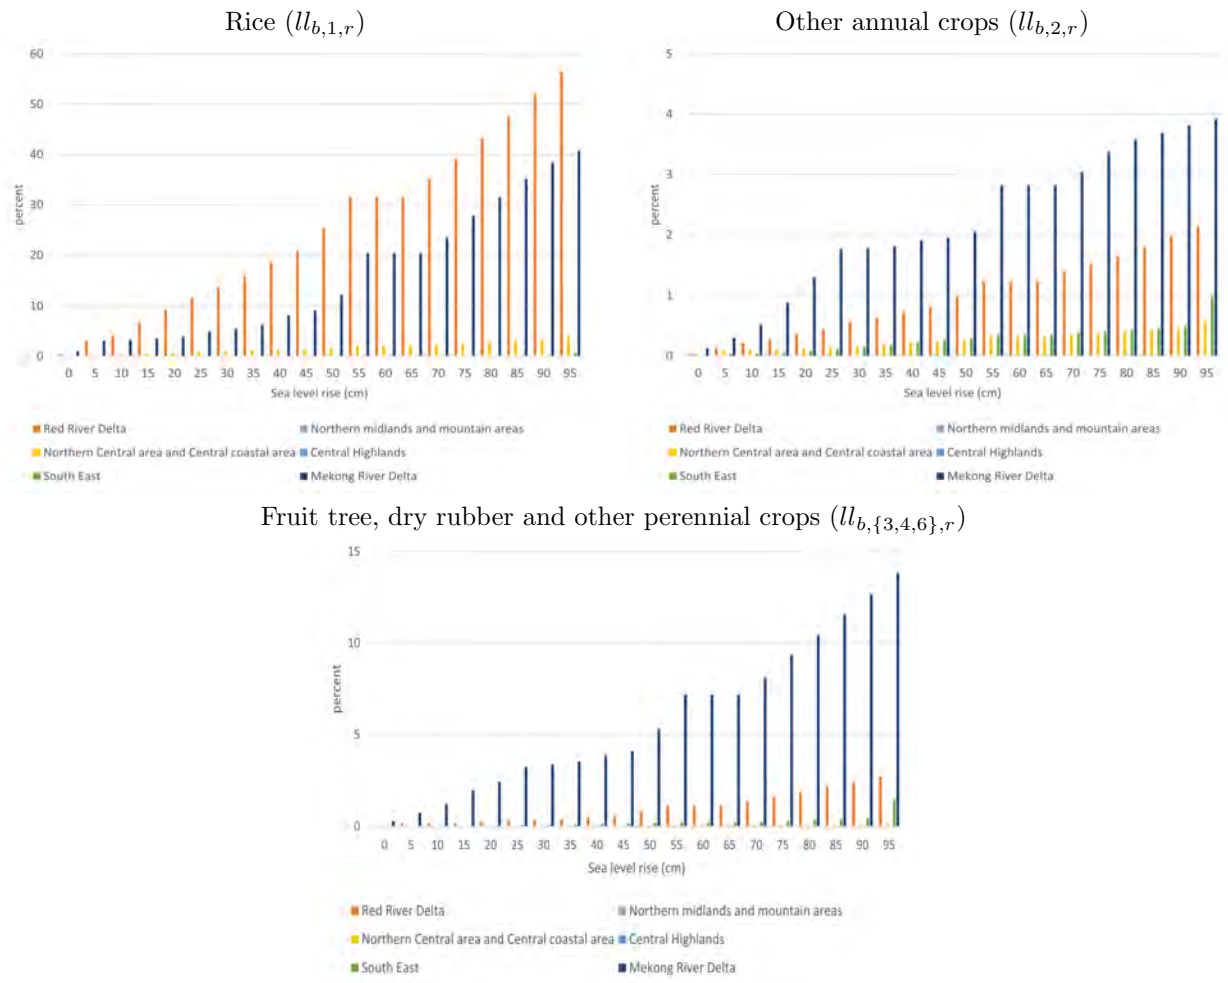 Rice (ll_{b,1,r})
60
50
40
30
20
10
0
percent
0 5 10 15 20 25 30 35 40 45 50 55 60 65 70 75 80 85 90 95
Sea level rise (cm)
Red River Delta
Northern midlands and mountain areas
Northern Central area and Central coastal area
Central Highlands
South East
Mekong River Delta
Other annual crops (ll_{b,2,r})
5
4
3
2
1
0
percent
0 5 10 15 20 25 30 35 40 45 50 55 60 65 70 75 80 85 90 95
Sea level rise (cm)
Red River Delta
Northern midlands and mountain areas
Northern Central area and Central coastal area
Central Highlands
South East
Mekong River Delta
Fruit tree, dry rubber and other perennial crops (ll_{b,{3,4,6},r})
15
10
5
0
percent
0 5 10 15 20 25 30 35 40 45 50 55 60 65 70 75 80 85 90 95
Sea level rise (cm)
Red River Delta
Northern midlands and mountain areas
Northern Central area and Central coastal area
Central Highlands
South East
Mekong River Delta